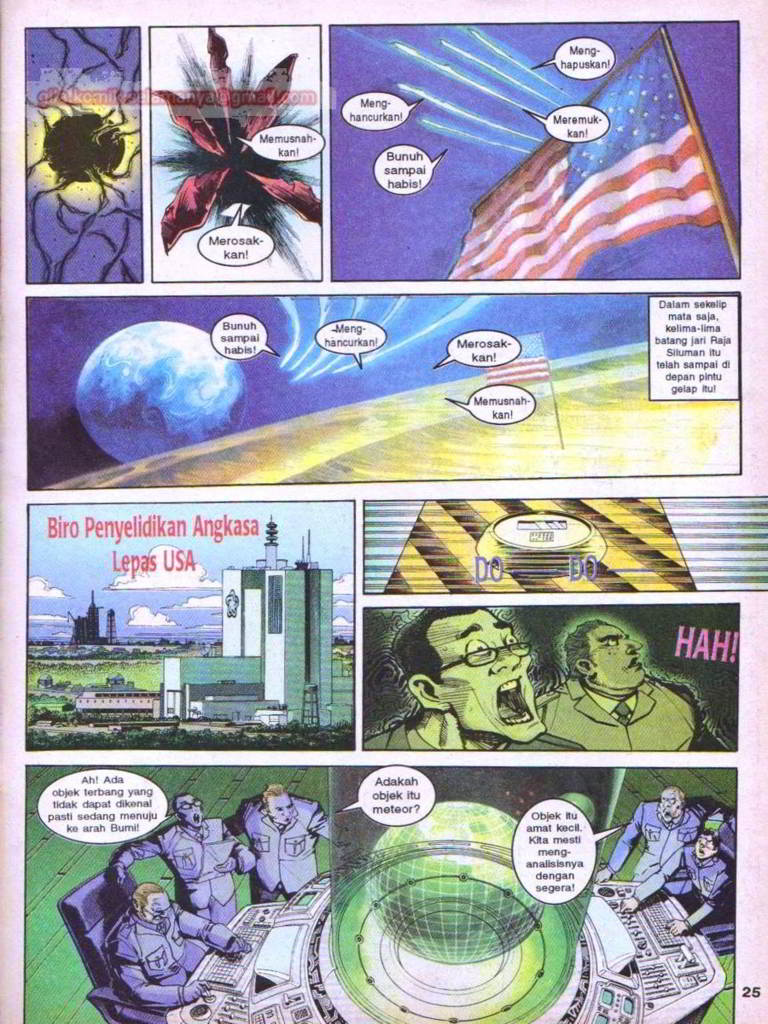 Memusnah-
kan!
Merosak-
kan!
Meng-
hapuskan!
Meng-
hancurkan!
Meremuk-
kan!
Bunuh
sampai
habis!
Bunuh
sampai
habis!
Meng-
hancurkan!
Merosak-
kan!
Memusnah-
kan!
Dalam sekelip
mata saja,
kelima-lima
batang jari Raja
Siluman itu
telah sampai di
depan pintu
gelap itu!
Biro Penyelidikan Angkasa
Lepas USA
DO — DO —
HAH!
Ah! Ada
objek terbang yang
tidak dapat dikenal
pasti sedang menuju
ke arah Bumi!
Adakah
objek itu
meteor?
Objek itu
amat kecil.
Kita mesti
meng-
analisisnya
dengan
segera!
25